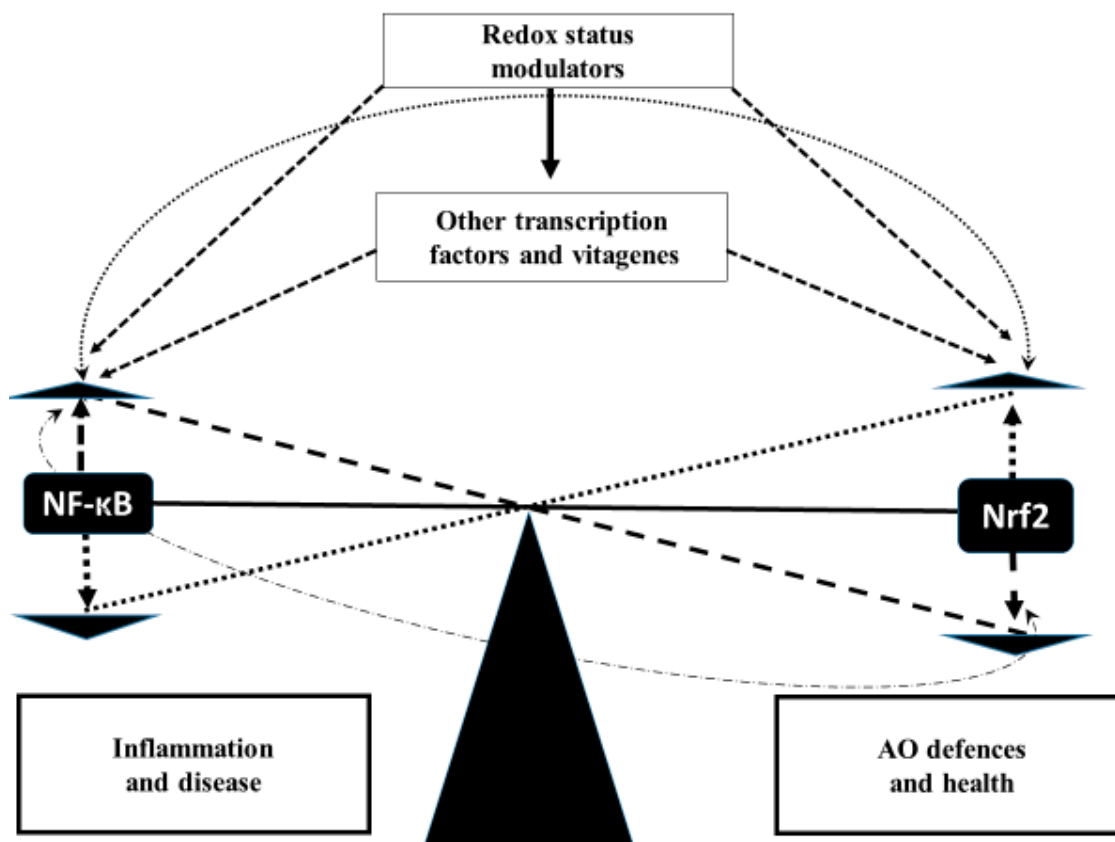 Redox status
modulators
Other transcription
factors and vitagenes
NF-κB
Nrf2
Inflammation
and disease
AO defences
and health